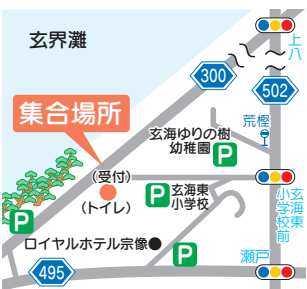 玄界灘
上八
300
502
集合場所
荒樫
玄海ゆりの樹
幼稚園
P
(受付)
(トイレ)
P
玄海東
小学校
玄海東
小学校前
P
ロイヤルホテル宗像
P
瀬戸
495